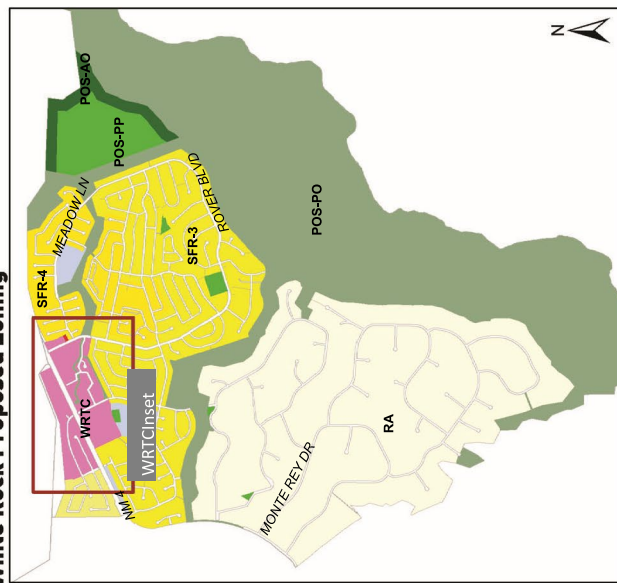 White Rock Proposed Zoning
N
POS-AO
POS-PP
MEADOW LN
SFR-4
ROVER BLVD
SFR-3
POS-PO
WRTC
WRTCInset
NM 4
MONTE REY DR
RA